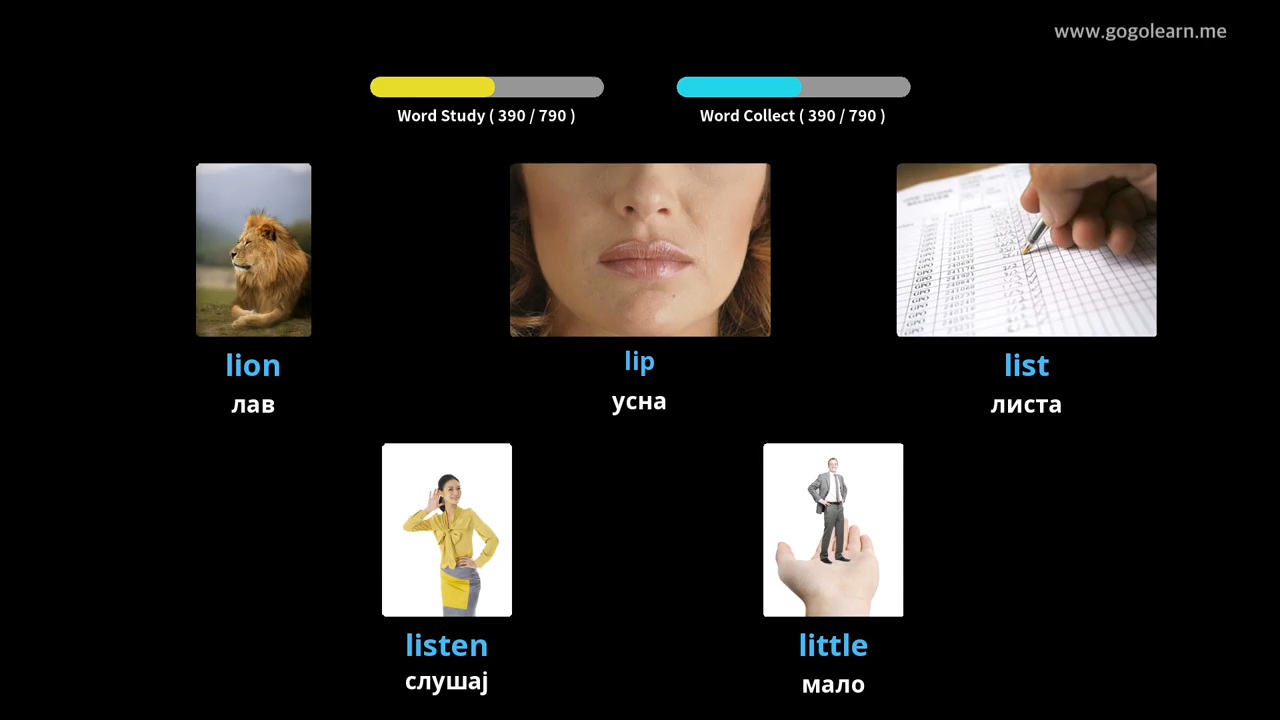 www.gogolearn.me
Word Study ( 390 / 790 )
Word Collect ( 390 / 790 )
lion
лав
lip
усна
list
листа
listen
слушај
little
мало